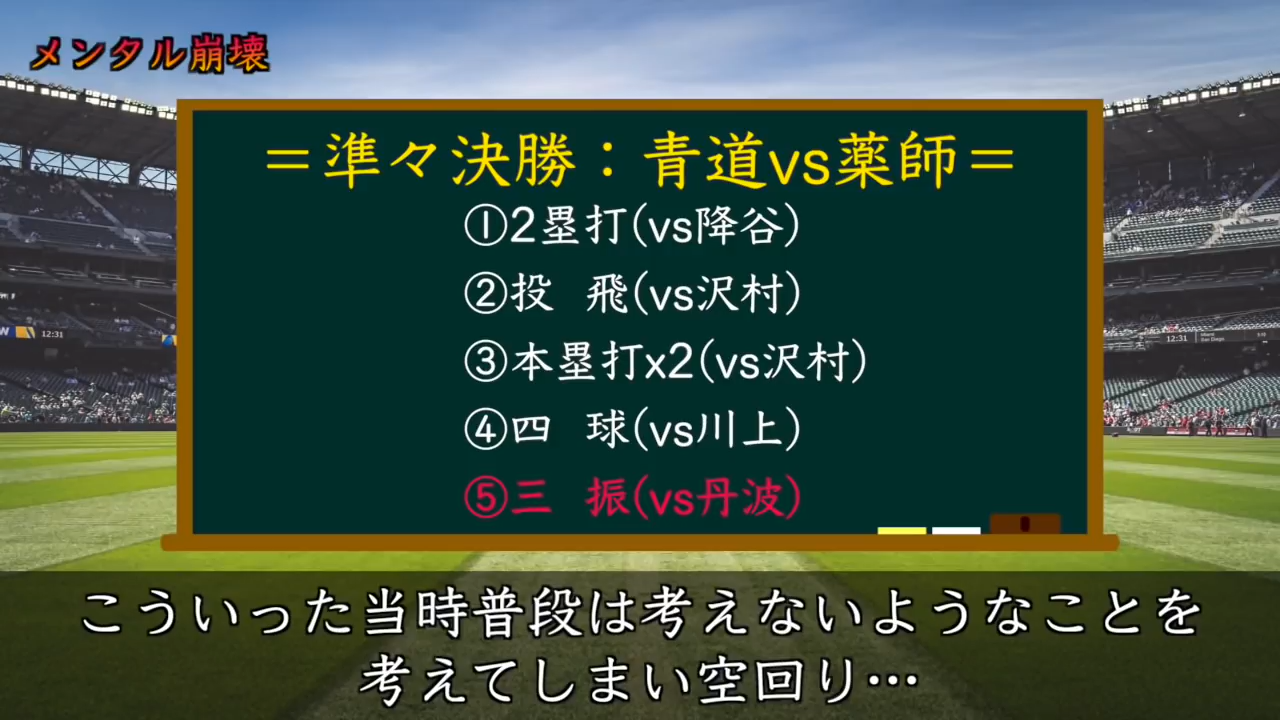 メンタル崩壊
＝準々決勝：青道vs薬師＝
①2塁打(vs降谷)
②投　飛(vs沢村)
③本塁打x2(vs沢村)
④四　球(vs川上)
⑤三　振(vs丹波)
12:31
12:31
こういった当時普段は考えないようなことを
考えてしまい空回り…